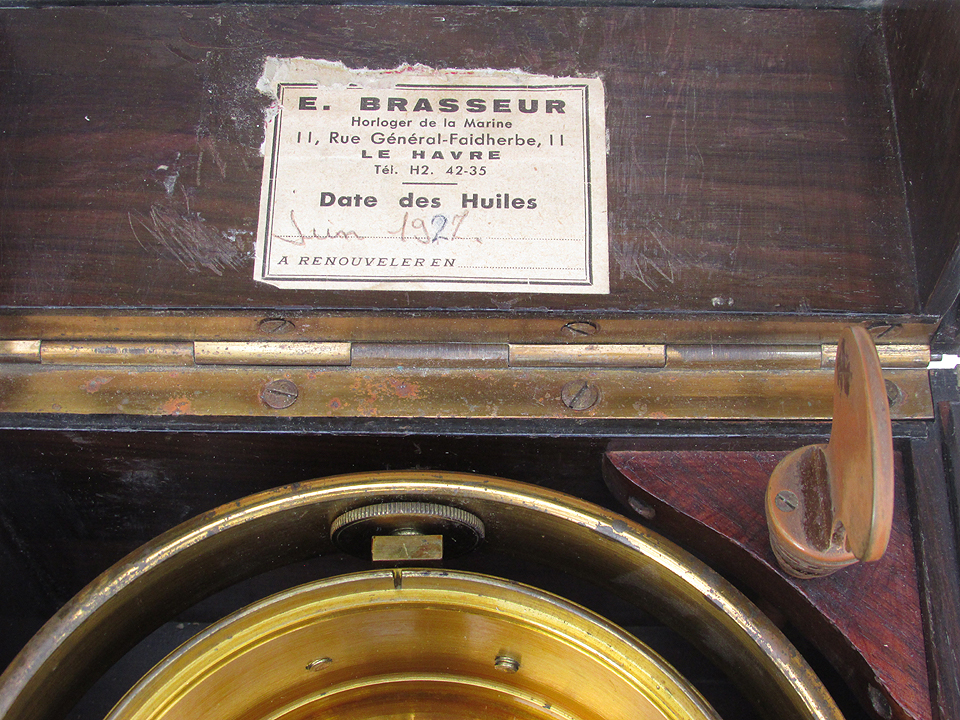 E. BRASSEUR
Horloger de la Marine
11, Rue Général-Faidherbe, 11
LE HAVRE
Tél. H2. 42-35
Date des Huiles
Juin 1927.
A RENOUVELER EN